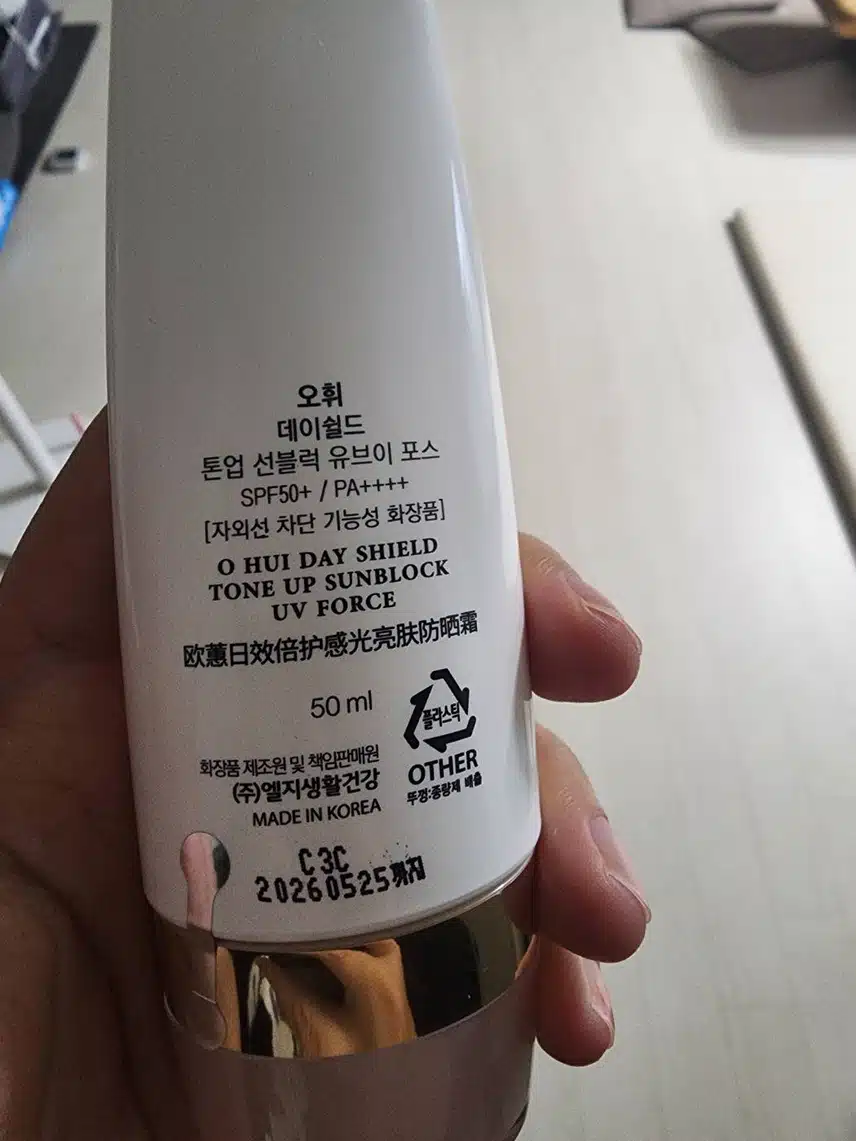 오휘
데이쉴드
톤업 선블럭 유브이 포스
SPF50+ / PA++++
[자외선 차단 기능성 화장품]
O HUI DAY SHIELD
TONE UP SUNBLOCK
UV FORCE
欧蕙日效倍护感光亮肤防晒霜
50 ml
플라스틱
OTHER
뚜껑:종량제 배출
화장품 제조원 및 책임판매원
(주)엘지생활건강
MADE IN KOREA
C 3C
20260525까지